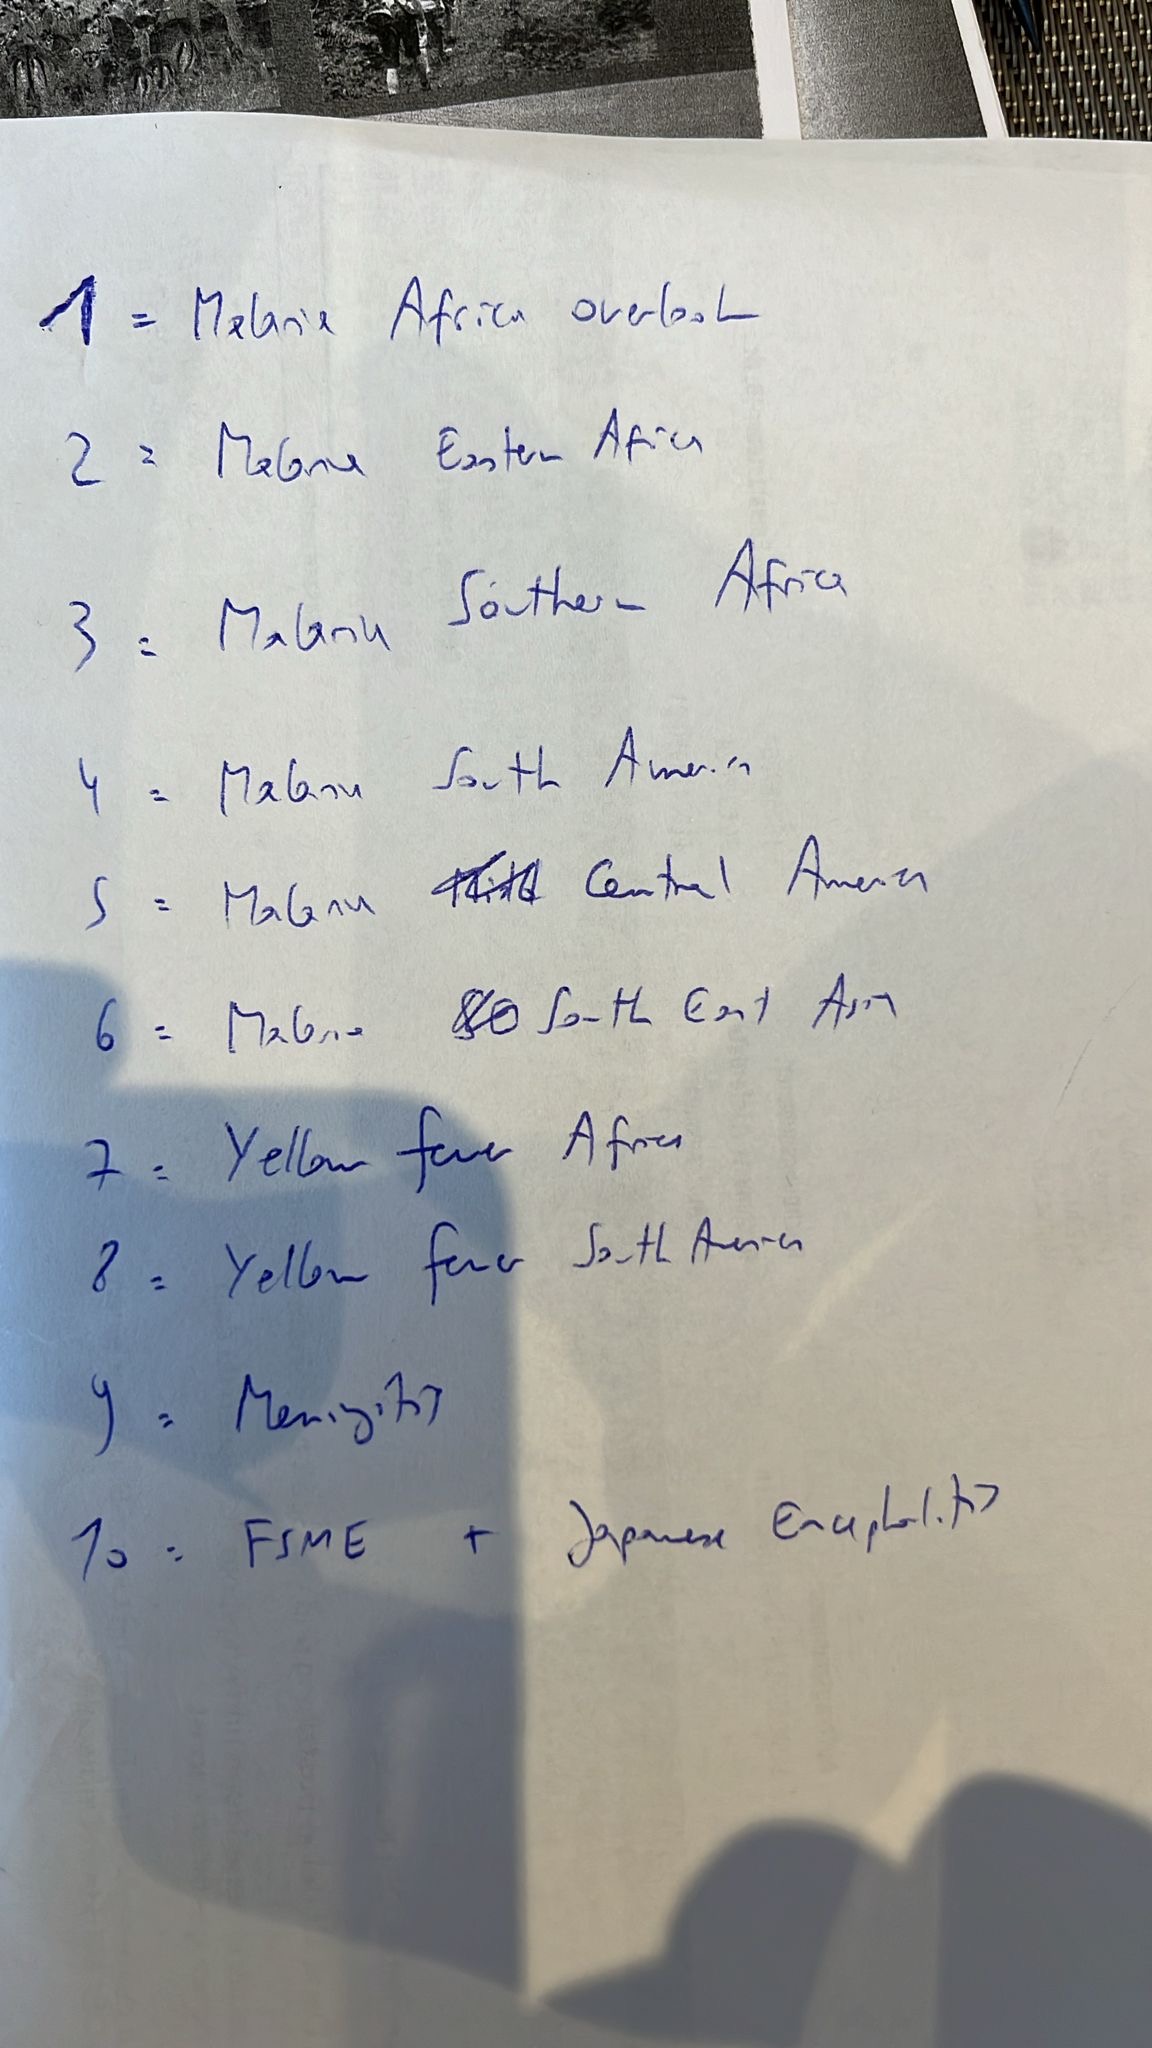 1 = Malaria Africa overlook
2 = Malaria Eastern Africa
3 = Malaria Southern Africa
4 = Malaria South America
5 = Malaria Central America
6 = Malaria South East Asia
7 = Yellow fever Africa
8 = Yellow fever South America
9 = Meningitis
10 = FSME + Japanese Encephalitis